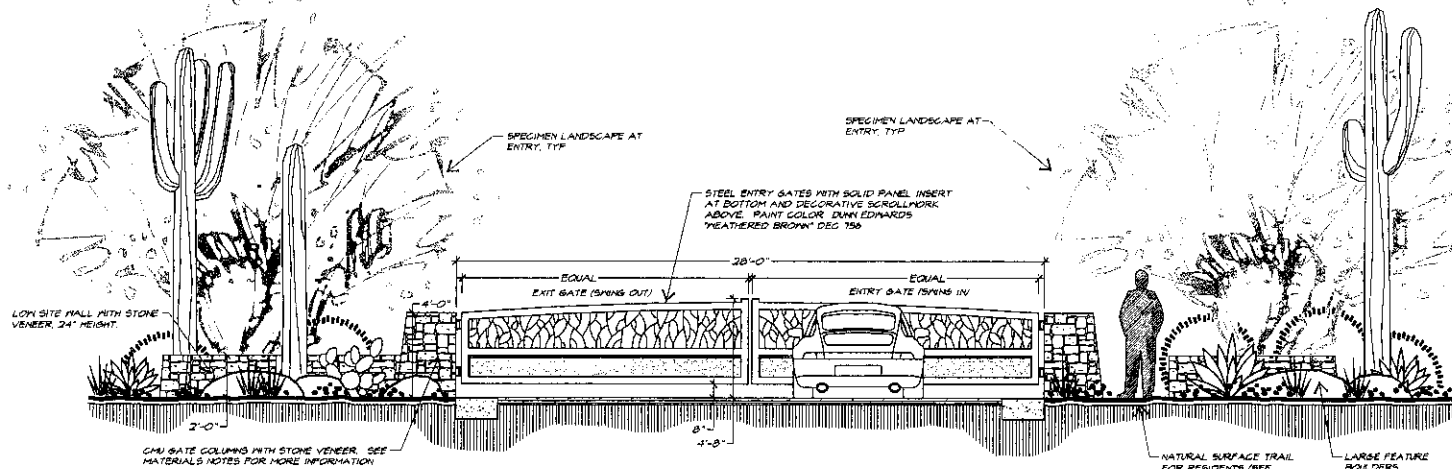 SPECIMEN LANDSCAPE AT
ENTRY, TYP
SPECIMEN LANDSCAPE AT
ENTRY, TYP
STEEL ENTRY GATES WITH SOLID PANEL INSERT
AT BOTTOM AND DECORATIVE SCROLLWORK
ABOVE. PAINT COLOR DUNN EDWARDS
"WEATHERED BROWN" DEC 756
28'-0"
EQUAL
EQUAL
EXIT GATE (SWING OUT)
ENTRY GATE (SWING IN)
4'-0"
LOW SITE WALL WITH STONE
VENEER, 24" HEIGHT.
2'-0"
8"
4'-8"
CMU GATE COLUMNS WITH STONE VENEER. SEE
MATERIALS NOTES FOR MORE INFORMATION
NATURAL SURFACE TRAIL
FOR RESIDENTS (SEE
LARGE FEATURE
BOULDERS